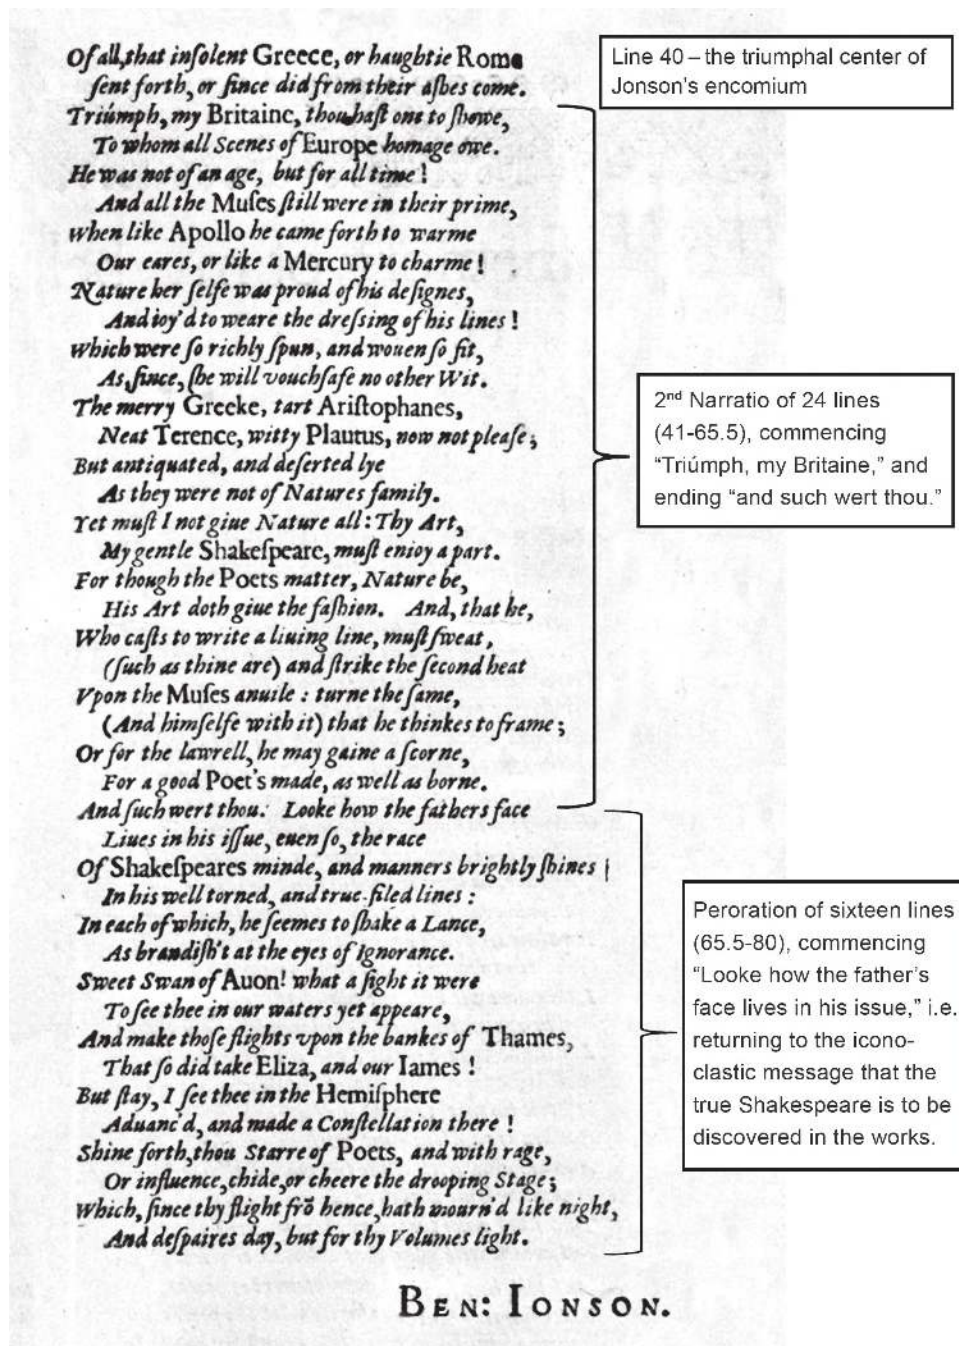 Of all, that insolent Greece, or haughtie Rome
sent forth, or since did from their ashes come.
Triúmph, my Britaine, thou hast one to showe,
To whom all Scenes of Europe homage owe.
He was not of an age, but for all time!
And all the Muses still were in their prime,
when like Apollo he came forth to warme
Our eares, or like a Mercury to charme!
Nature her selfe was proud of his designes,
And ioy'd to weare the dressing of his lines!
Which were so richly spun, and wouen so fit,
As, since, she will vouchsafe no other Wit.
The merry Greeke, tart Aristophanes,
Neat Terence, witty Plautus, now not please;
But antiquated, and deserted lye
As they were not of Natures family.
Yet must I not giue Nature all: Thy Art,
My gentle Shakespeare, must enioy a part.
For though the Poets matter, Nature be,
His Art doth giue the fashion. And, that he,
Who casts to write a liuing line, must sweat,
(such as thine are) and strike the second heat
Vpon the Muses anuile: turne the same,
(And himselfe with it) that he thinkes to frame;
Or for the lawrell, he may gaine a scorne,
For a good Poet's made, as well as borne.
And such wert thou. Looke how the fathers face
Liues in his issue, euen so, the race
Of Shakespeares minde, and manners brightly shines
In his well torned, and true-filed lines:
In each of which, he seemes to shake a Lance,
As brandish't at the eyes of Ignorance.
Sweet Swan of Auon! what a sight it were
To see thee in our waters yet appeare,
And make those flights vpon the bankes of Thames,
That so did take Eliza, and our Iames!
But stay, I see thee in the Hemisphere
Aduanc'd, and made a Constellation there!
Shine forth, thou Starre of Poets, and with rage,
Or influence, chide, or cheere the drooping Stage;
Which, since thy flight frō hence, hath mourn'd like night,
And despaires day, but for thy Volumes light.
BEN: IONSON.
Line 40 – the triumphal center of
Jonson's encomium
2nd Narratio of 24 lines
(41-65.5), commencing
"Triúmph, my Britaine," and
ending "and such wert thou."
Peroration of sixteen lines
(65.5-80), commencing
"Looke how the father's
face lives in his issue," i.e.
returning to the icono-
clastic message that the
true Shakespeare is to be
discovered in the works.